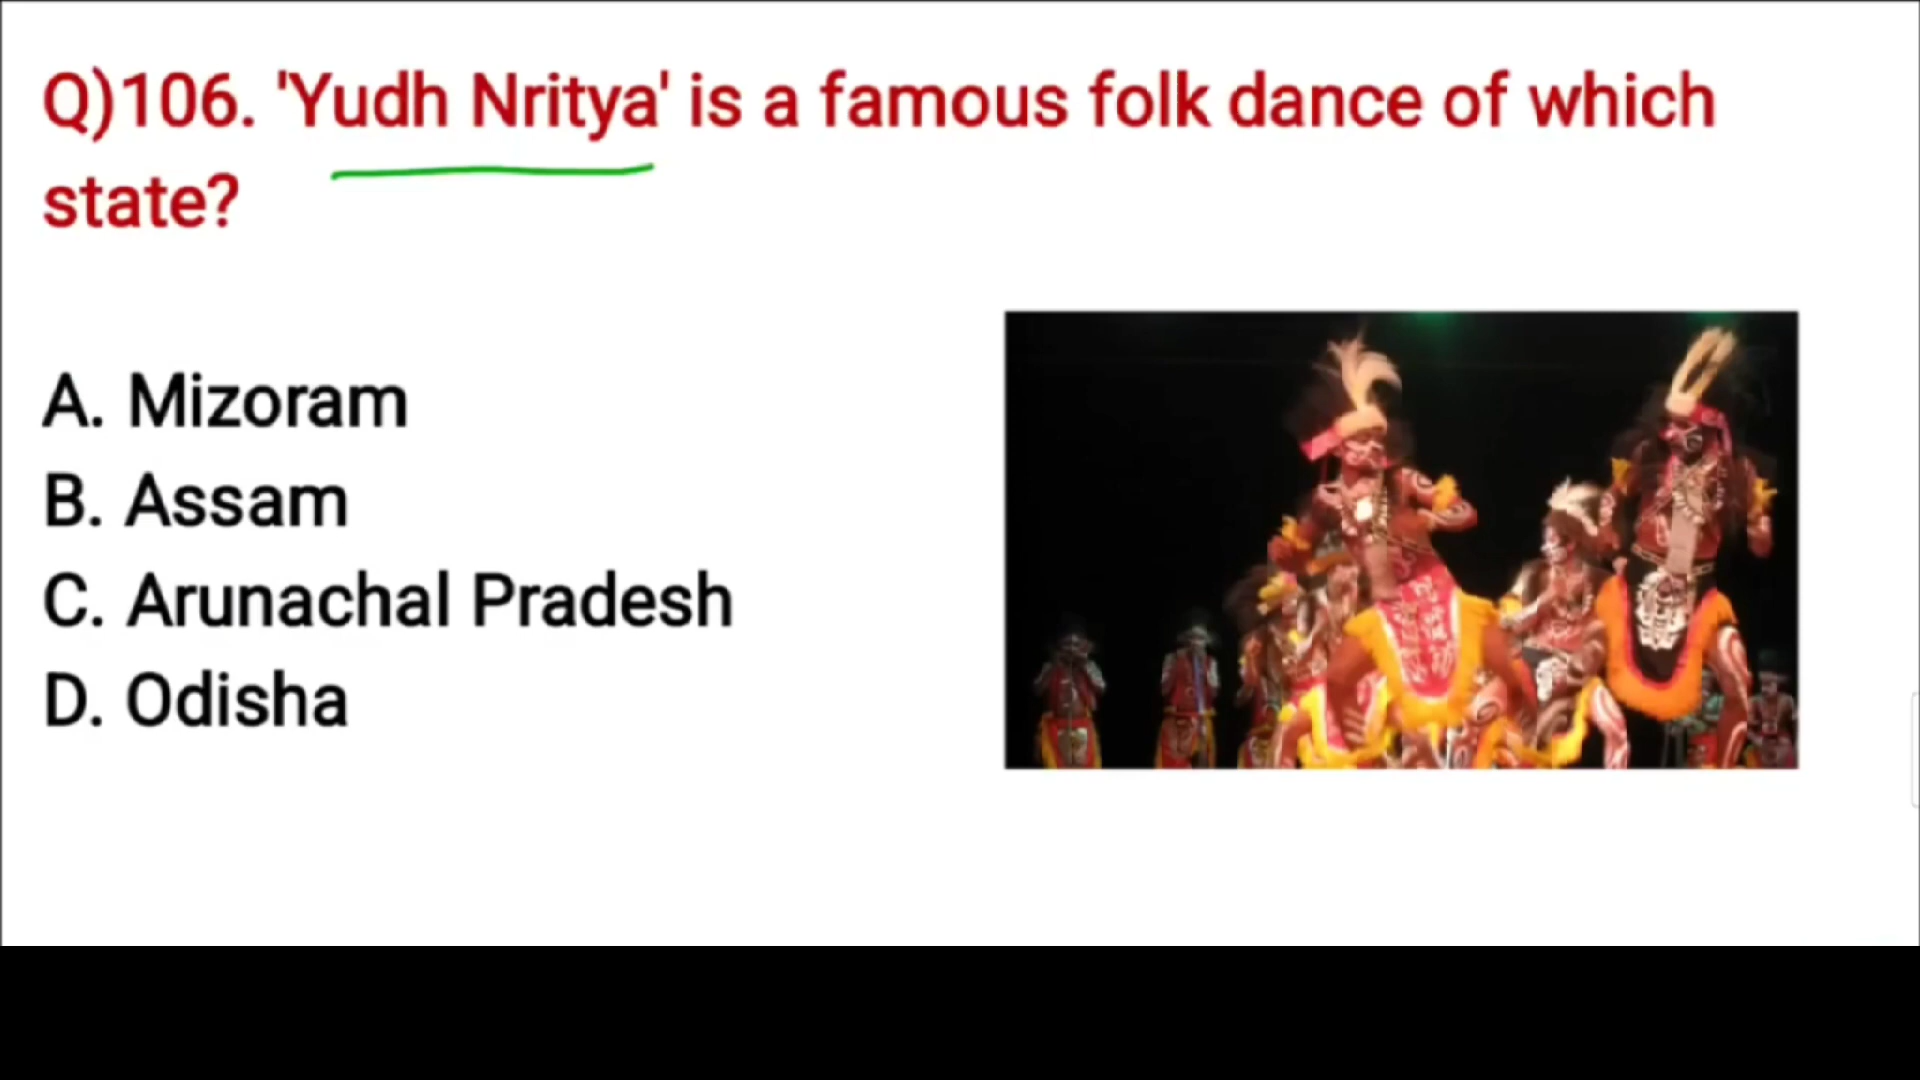 Q)106. 'Yudh Nritya' is a famous folk dance of which
state?
A. Mizoram
B. Assam
C. Arunachal Pradesh
D. Odisha